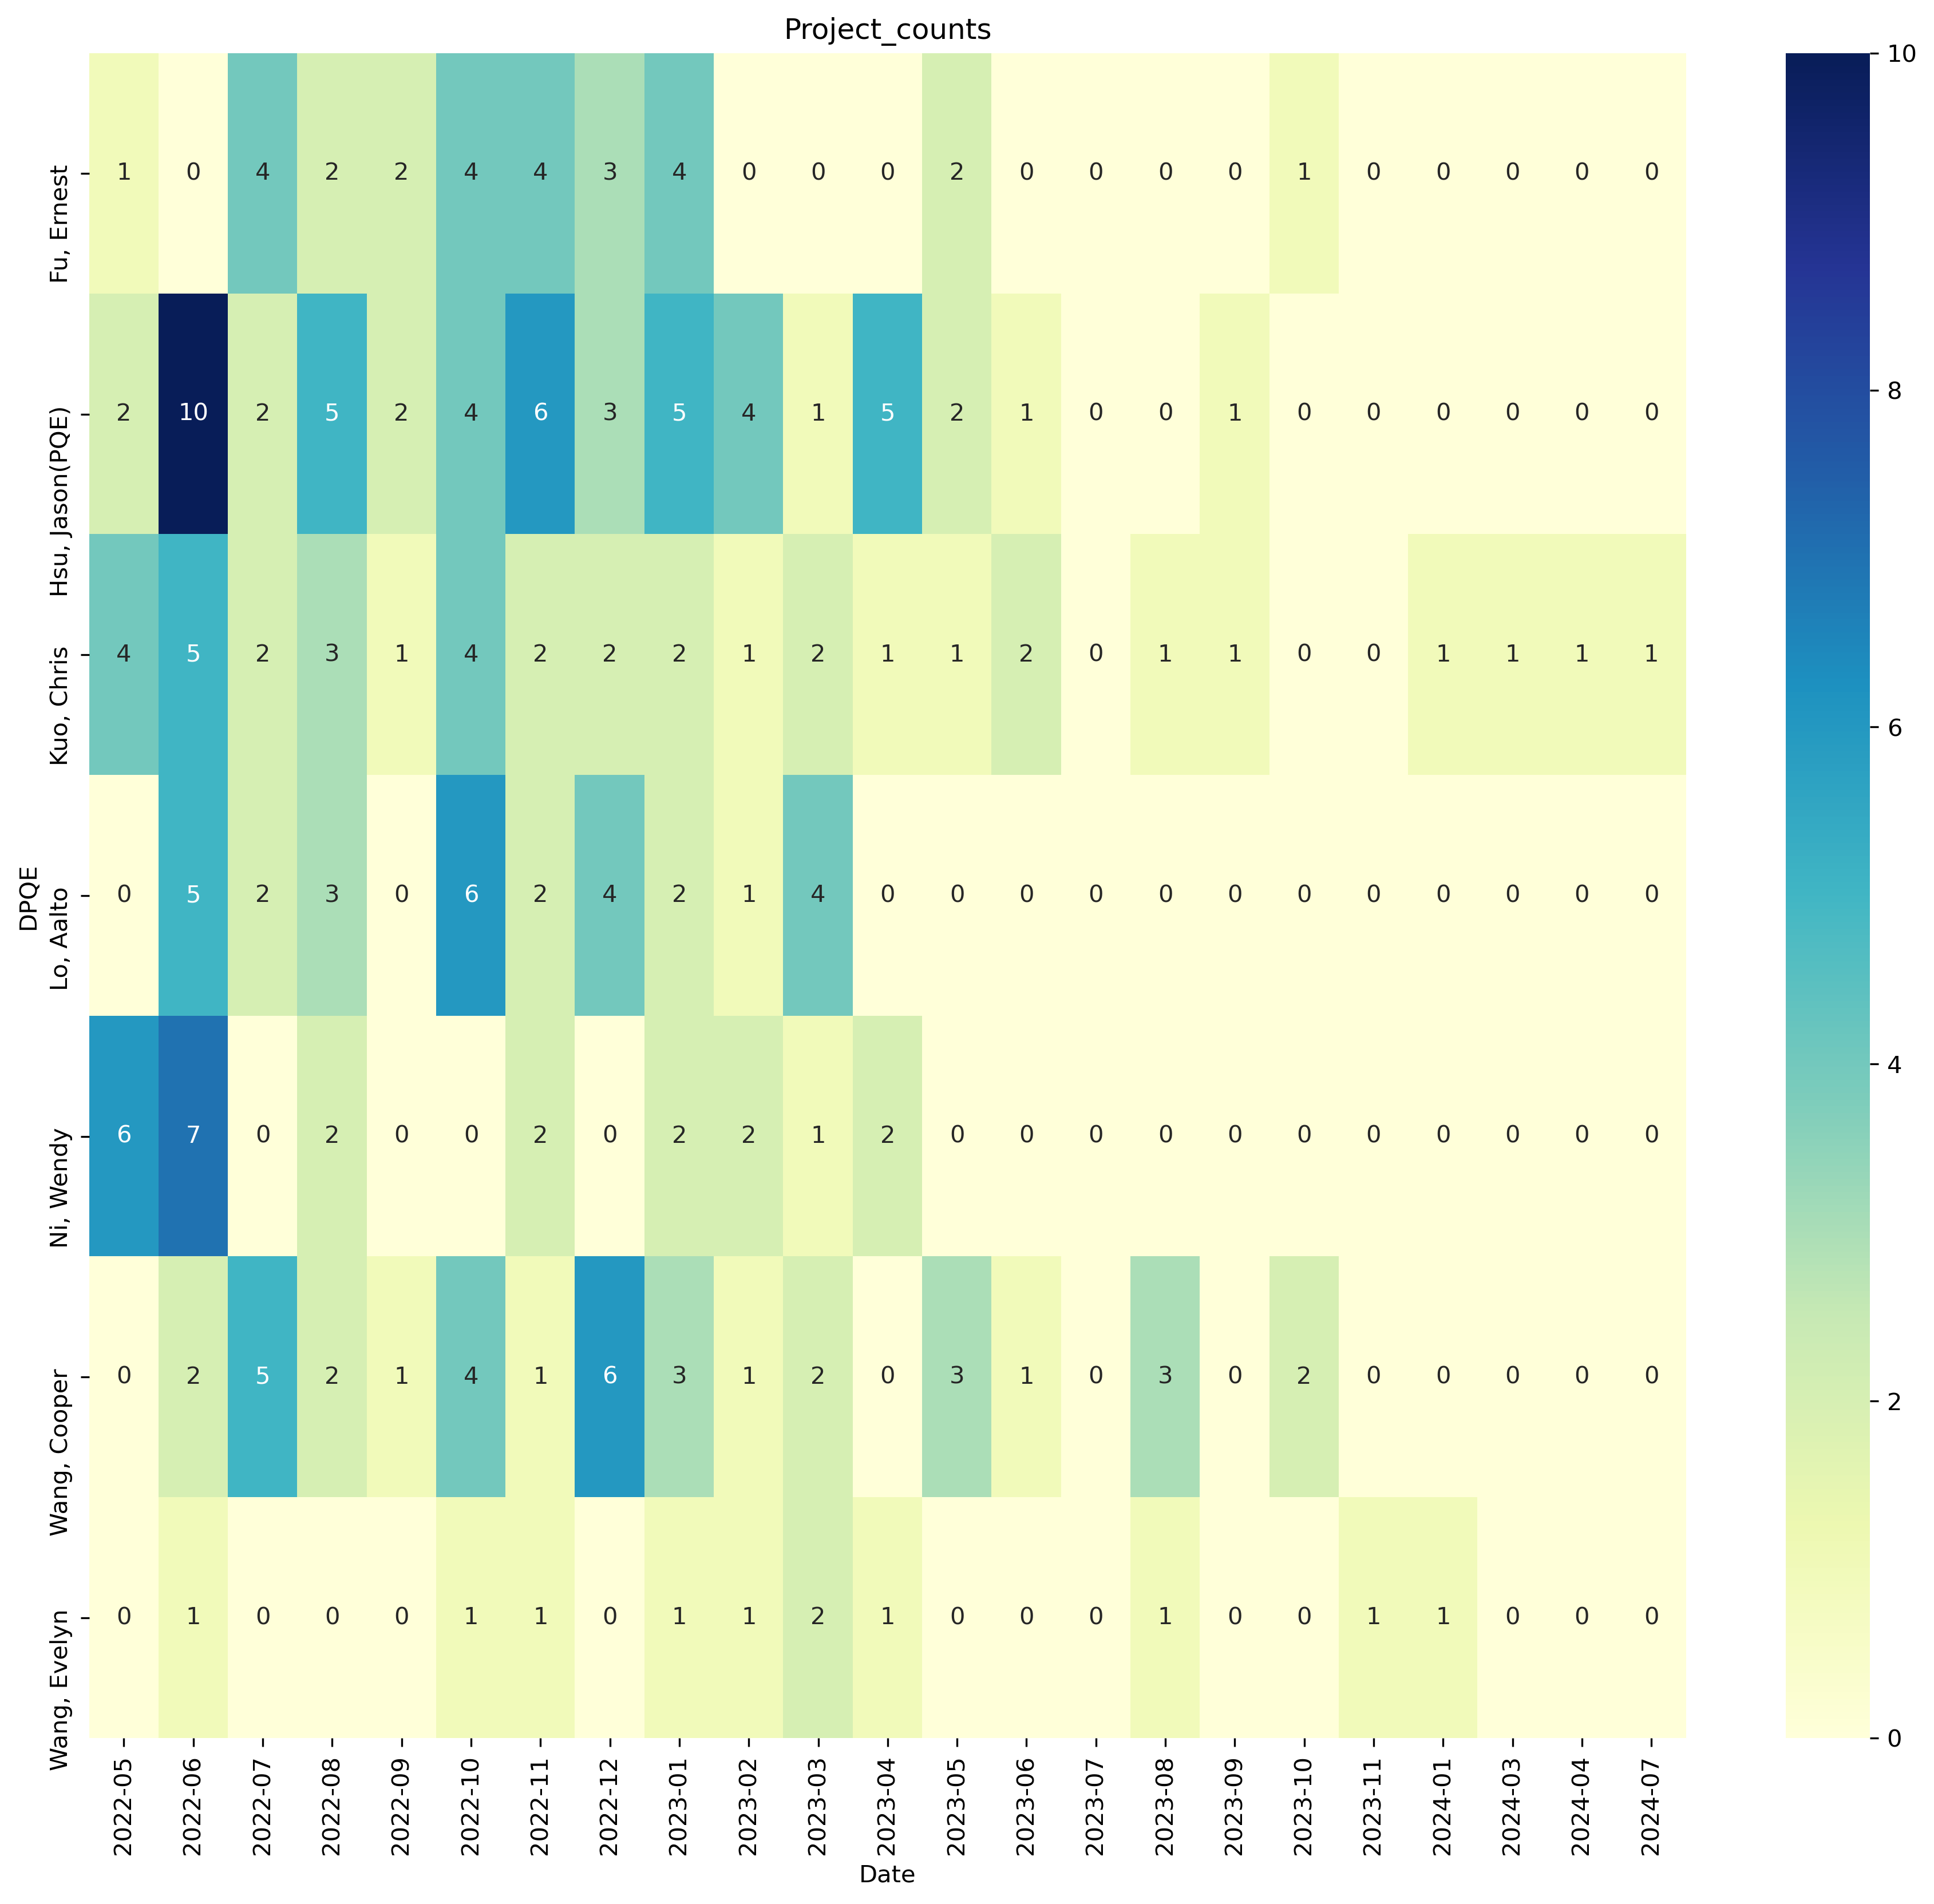 Project_counts
Fu, Ernest 1 0 4 2 2 4 4 3 4 0 0 0 2 0 0 0 0 1 0 0 0 0 0
Hsu, Jason(PQE) 2 10 2 5 2 4 6 3 5 4 1 5 2 1 0 0 1 0 0 0 0 0 0
Kuo, Chris 4 5 2 3 1 4 2 2 2 1 2 1 1 2 0 1 1 0 0 1 1 1 1
Lo, Aalto 0 5 2 3 0 6 2 4 2 1 4 0 0 0 0 0 0 0 0 0 0 0 0
Ni, Wendy 6 7 0 2 0 0 2 0 2 2 1 2 0 0 0 0 0 0 0 0 0 0 0
Wang, Cooper 0 2 5 2 1 4 1 6 3 1 2 0 3 1 0 3 0 2 0 0 0 0 0
Wang, Evelyn 0 1 0 0 0 1 1 0 1 1 2 1 0 0 0 1 0 0 1 1 0 0 0
DPQE
2022-05 2022-06 2022-07 2022-08 2022-09 2022-10 2022-11 2022-12 2023-01 2023-02 2023-03 2023-04 2023-05 2023-06 2023-07 2023-08 2023-09 2023-10 2023-11 2024-01 2024-03 2024-04 2024-07
Date
10
8
6
4
2
0